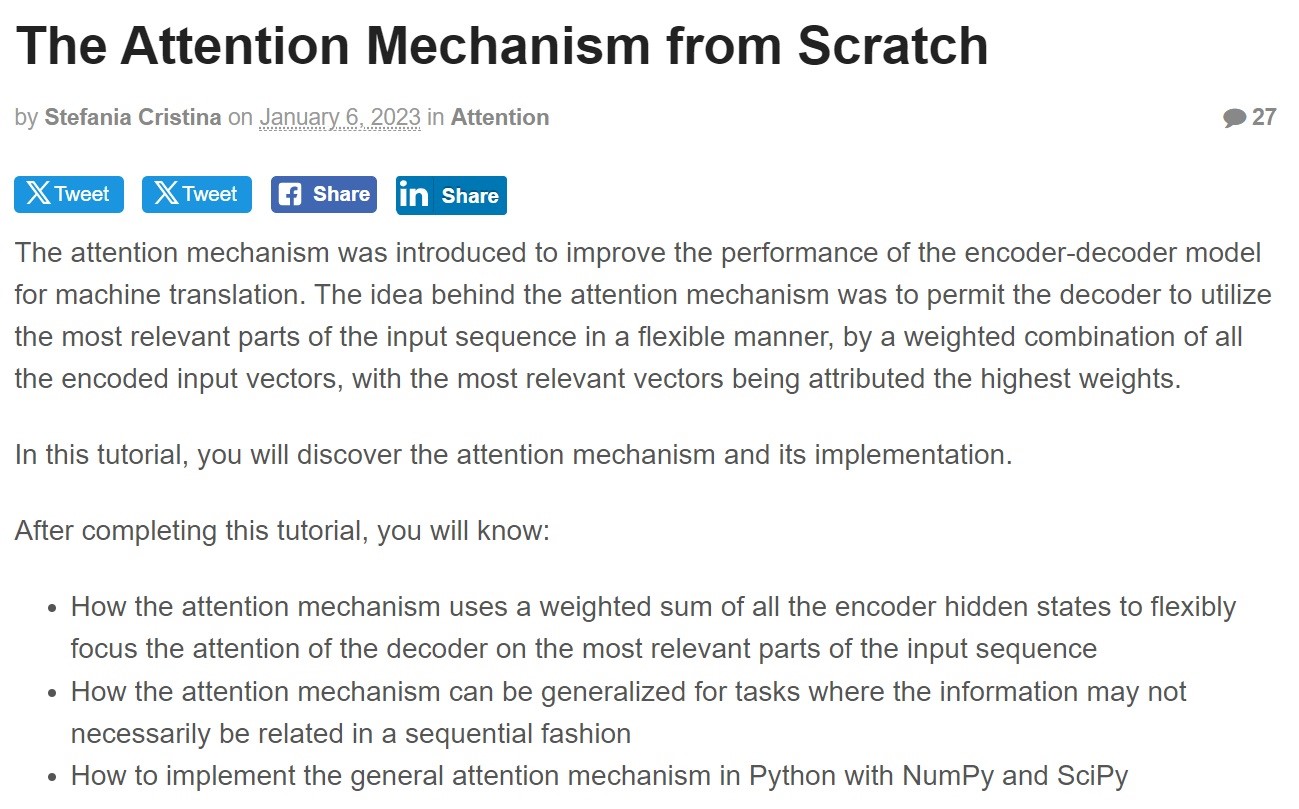 The Attention Mechanism from Scratch
by Stefania Cristina on January 6, 2023 in Attention 27
Tweet Tweet Share in Share
The attention mechanism was introduced to improve the performance of the encoder-decoder model
for machine translation. The idea behind the attention mechanism was to permit the decoder to utilize
the most relevant parts of the input sequence in a flexible manner, by a weighted combination of all
the encoded input vectors, with the most relevant vectors being attributed the highest weights.
In this tutorial, you will discover the attention mechanism and its implementation.
After completing this tutorial, you will know:
• How the attention mechanism uses a weighted sum of all the encoder hidden states to flexibly
focus the attention of the decoder on the most relevant parts of the input sequence
• How the attention mechanism can be generalized for tasks where the information may not
necessarily be related in a sequential fashion
• How to implement the general attention mechanism in Python with NumPy and SciPy